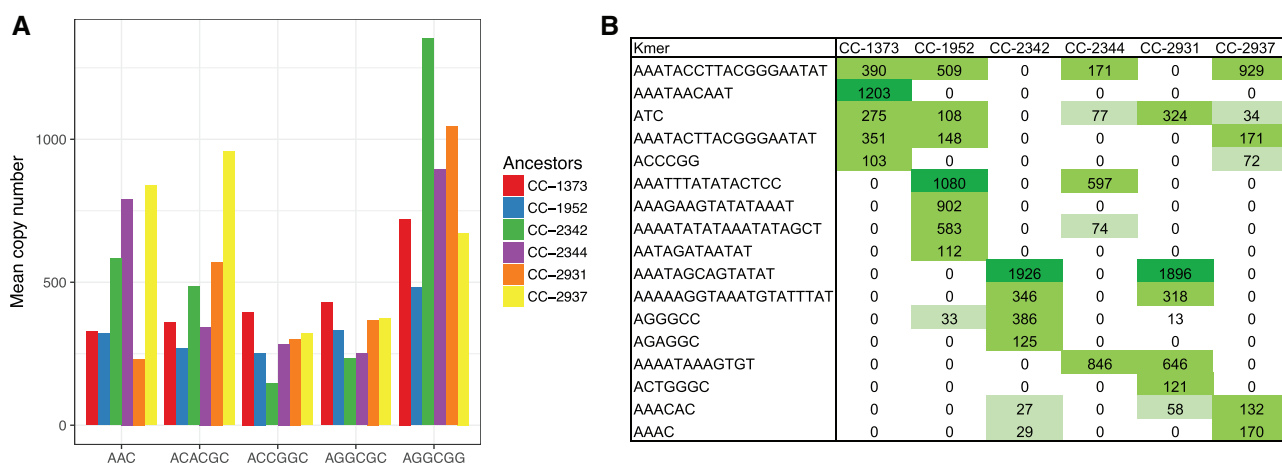 A
Mean copy number
1000
500
0
AAC ACACGC ACCGGC AGGCGC AGGCGG
Ancestors
CC−1373
CC−1952
CC−2342
CC−2344
CC−2931
CC−2937
B
Kmer CC-1373 CC-1952 CC-2342 CC-2344 CC-2931 CC-2937
AAATACCTTACGGGAATAT 390 509 0 171 0 929
AAATAACAAT 1203 0 0 0 0 0
ATC 275 108 0 77 324 34
AAATACTTACGGGAATAT 351 148 0 0 0 171
ACCCGG 103 0 0 0 0 72
AAATTTATATACTCC 0 1080 0 597 0 0
AAAGAAGTATATAAAT 0 902 0 0 0 0
AAAATATATAAATATAGCT 0 583 0 74 0 0
AATAGATAATAT 0 112 0 0 0 0
AAATAGCAGTATAT 0 0 1926 0 1896 0
AAAAAGGTAAATGTATTTAT 0 0 346 0 318 0
AGGGCC 0 33 386 0 13 0
AGAGGC 0 0 125 0 0 0
AAAATAAAGTGT 0 0 0 846 646 0
ACTGGGC 0 0 0 0 121 0
AAACAC 0 0 27 0 58 132
AAAC 0 0 29 0 0 170